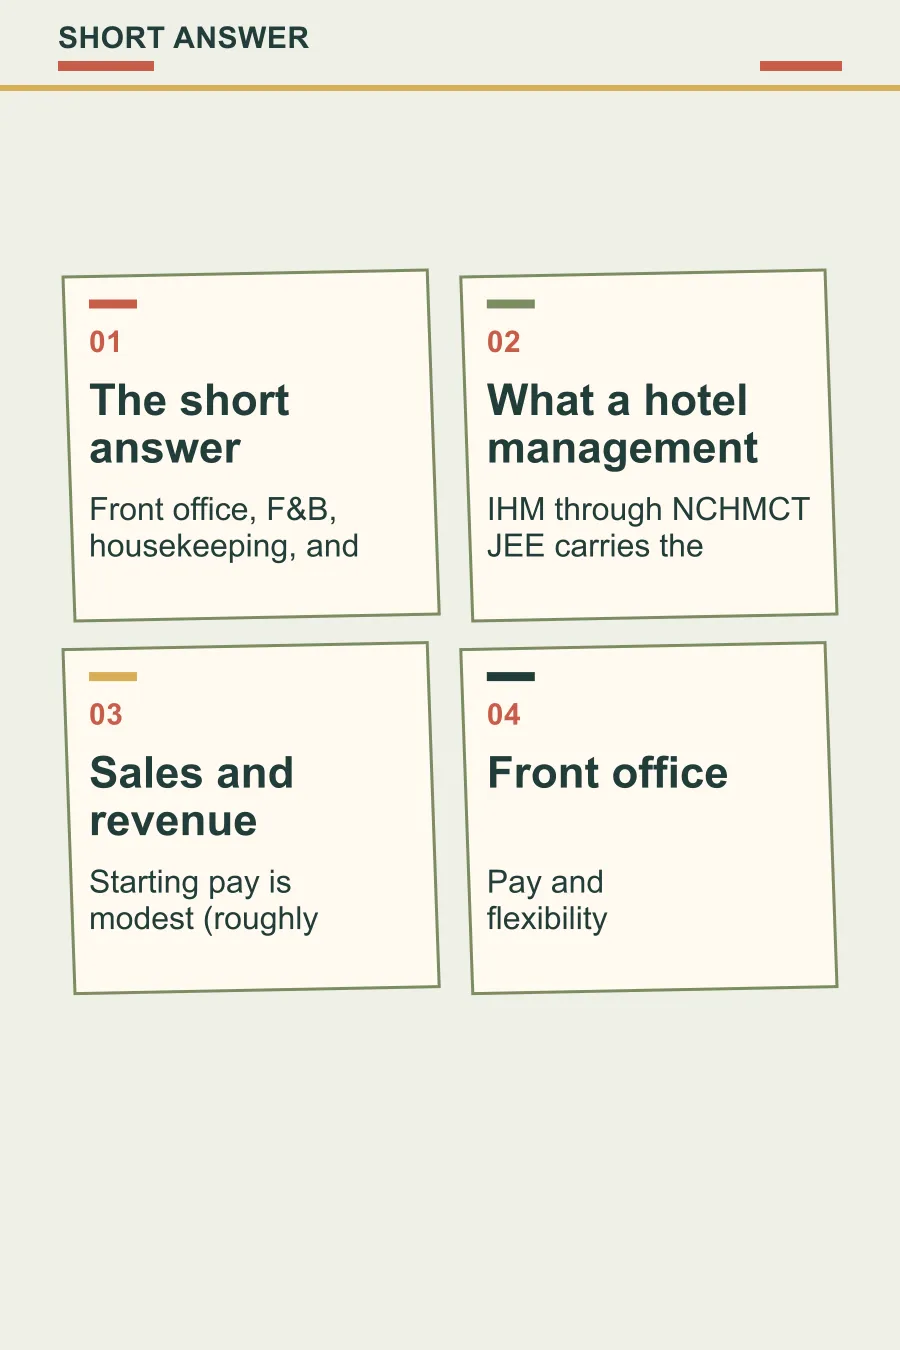 SHORT ANSWER
01
The short
answer
Front office, F&B,
housekeeping, and
02
What a hotel
management
IHM through NCHMCT
JEE carries the
03
Sales and
revenue
Starting pay is
modest (roughly
04
Front office
Pay and
flexibility